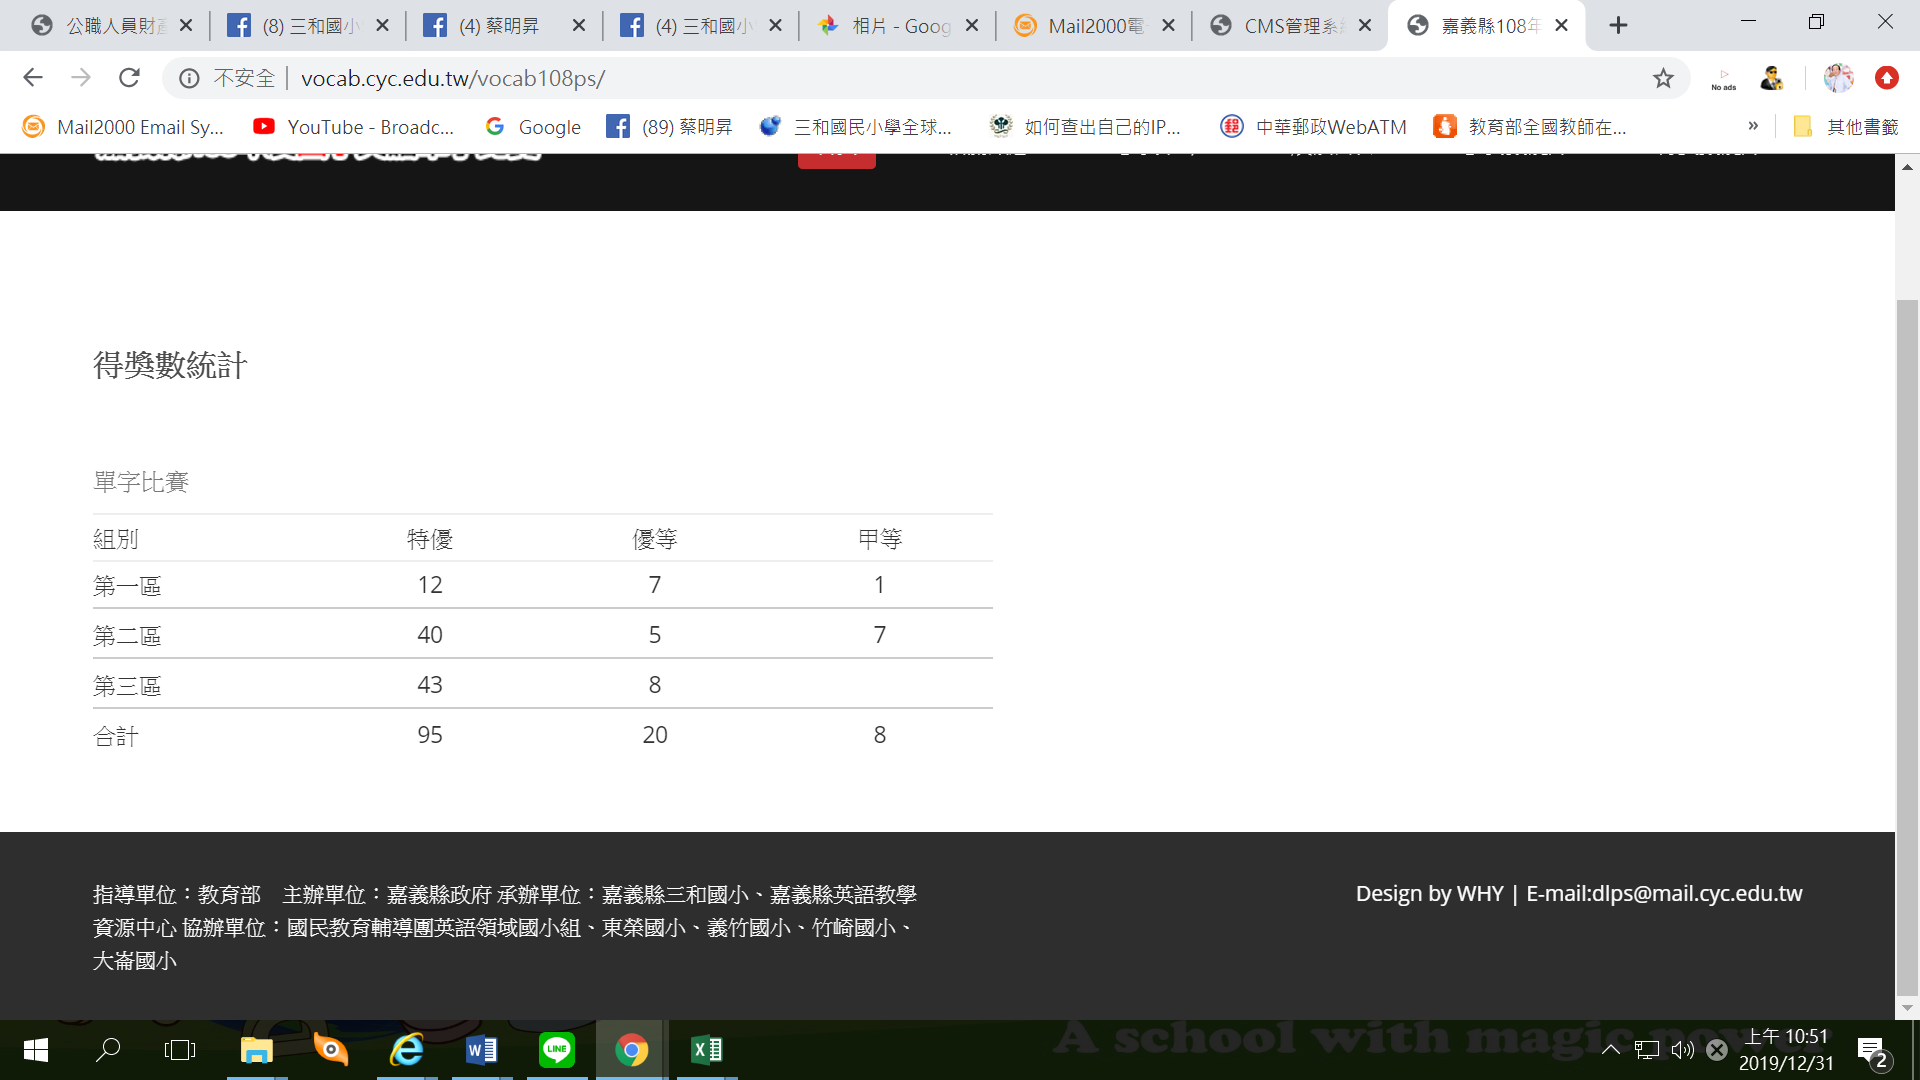 公職人員財產
(8) 三和國小
(4) 蔡明昇
(4) 三和國小
相片 - Goog
Mail2000電
CMS管理系統
嘉義縣108年
不安全 | vocab.cyc.edu.tw/vocab108ps/
No ads
Mail2000 Email Sy...
YouTube - Broadc...
Google
(89) 蔡明昇
三和國民小學全球...
如何查出自己的IP...
中華郵政WebATM
教育部全國教師在...
»
其他書籤
得獎數統計
單字比賽
組別 特優 優等 甲等
第一區 12 7 1
第二區 40 5 7
第三區 43 8
合計 95 20 8
指導單位：教育部　主辦單位：嘉義縣政府 承辦單位：嘉義縣三和國小、嘉義縣英語教學
資源中心 協辦單位：國民教育輔導團英語領域國小組、東榮國小、義竹國小、竹崎國小、
大崙國小
Design by WHY | E-mail:dlps@mail.cyc.edu.tw
A school with magic
LINE
上午 10:51
2019/12/31
2